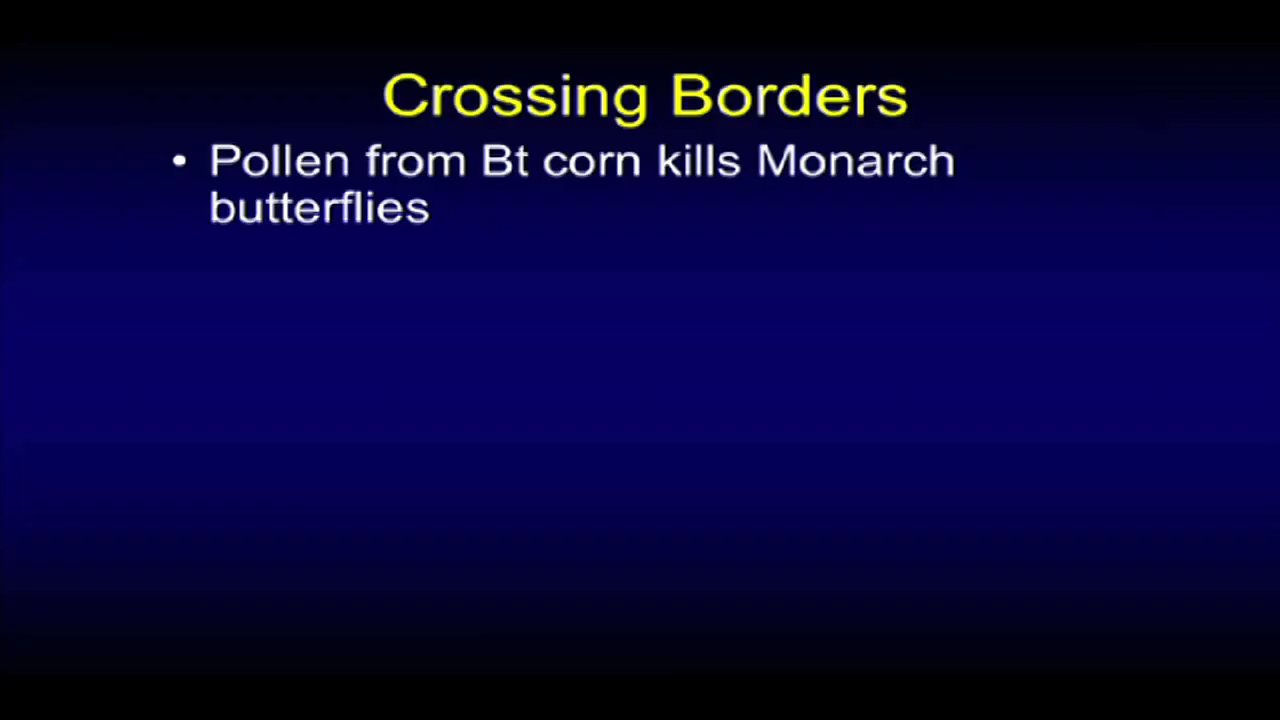 Crossing Borders
• Pollen from Bt corn kills Monarch
butterflies